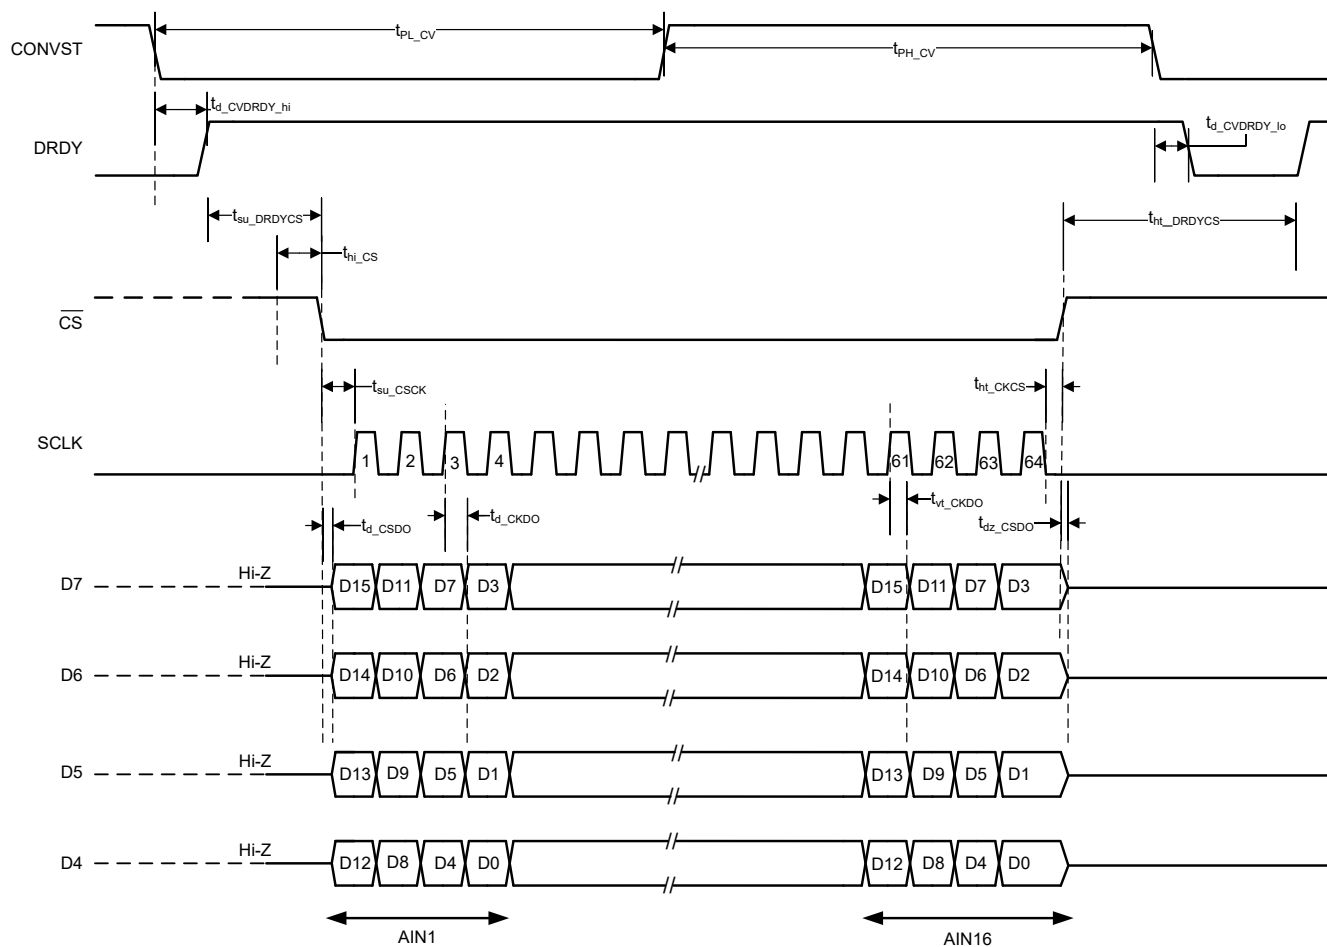 CONVST
t_PL_CV
t_PH_CV
t_d_CVDRDY_hi
DRDY
t_d_CVDRDY_lo
t_su_DRDYCS
t_ht_DRDYCS
t_hi_CS
CS
t_su_CSCK
t_ht_CKCS
SCLK
1 2 3 4 61 62 63 64
t_d_CSDO
t_d_CKDO
t_vt_CKDO
t_dz_CSDO
D7 Hi-Z D15 D11 D7 D3 D15 D11 D7 D3
D6 Hi-Z D14 D10 D6 D2 D14 D10 D6 D2
D5 Hi-Z D13 D9 D5 D1 D13 D9 D5 D1
D4 Hi-Z D12 D8 D4 D0 D12 D8 D4 D0
AIN1 AIN16